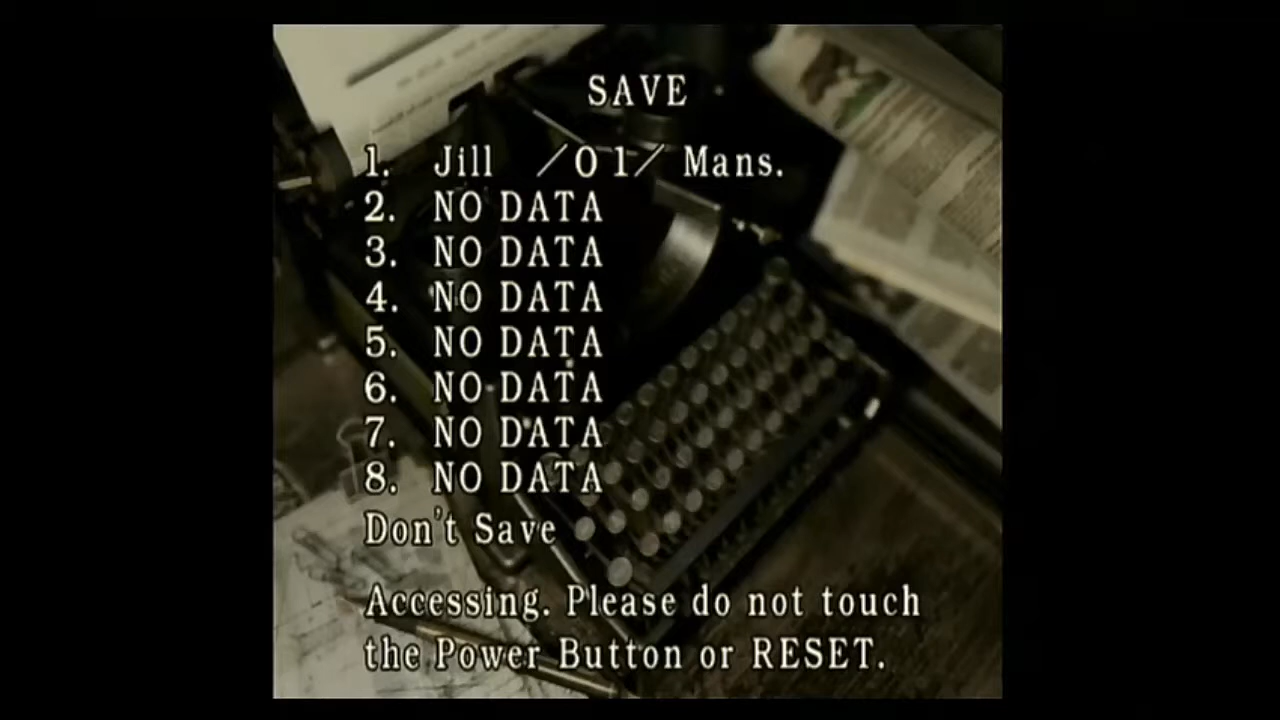 SAVE
1. Jill /01/ Mans.
2. NO DATA
3. NO DATA
4. NO DATA
5. NO DATA
6. NO DATA
7. NO DATA
8. NO DATA
Don't Save
Accessing. Please do not touch
the Power Button or RESET.